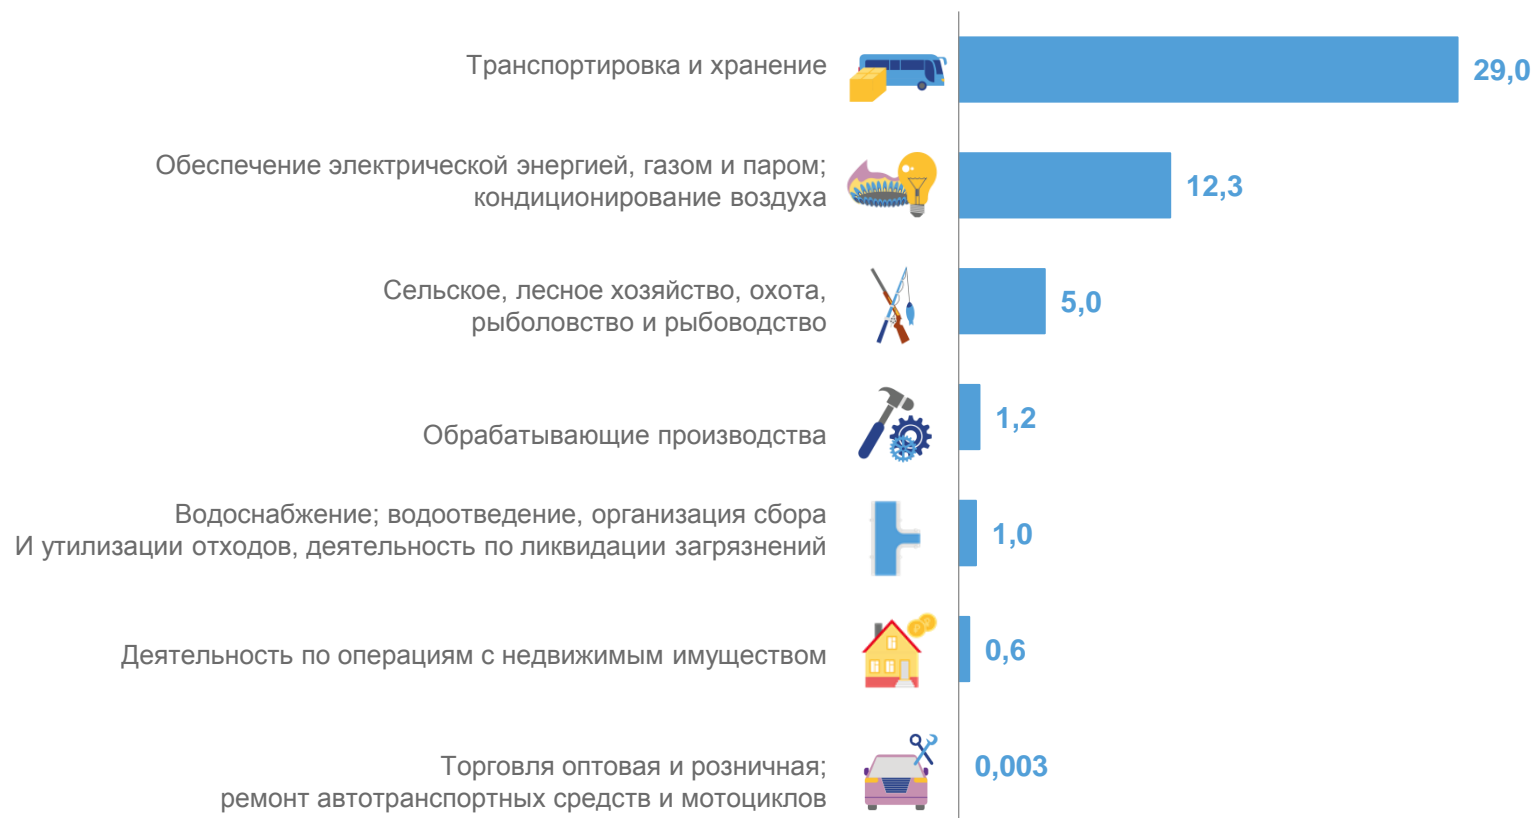 Транспортировка и хранение
29,0
Обеспечение электрической энергией, газом и паром;
кондиционирование воздуха
12,3
Сельское, лесное хозяйство, охота,
рыболовство и рыбоводство
5,0
Обрабатывающие производства
1,2
Водоснабжение; водоотведение, организация сбора
И утилизации отходов, деятельность по ликвидации загрязнений
1,0
Деятельность по операциям с недвижимым имуществом
0,6
Торговля оптовая и розничная;
ремонт автотранспортных средств и мотоциклов
0,003